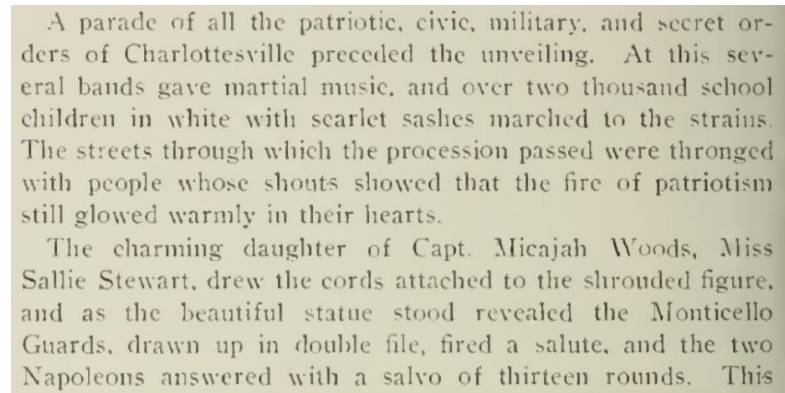 A parade of all the patriotic, civic, military, and secret or-
ders of Charlottesville preceded the unveiling. At this sev-
eral bands gave martial music, and over two thousand school
children in white with scarlet sashes marched to the strains.
The streets through which the procession passed were thronged
with people whose shouts showed that the fire of patriotism
still glowed warmly in their hearts.
The charming daughter of Capt. Micajah Woods, Miss
Sallie Stewart, drew the cords attached to the shrouded figure,
and as the beautiful statue stood revealed the Monticello
Guards, drawn up in double file, fired a salute, and the two
Napoleons answered with a salvo of thirteen rounds. This